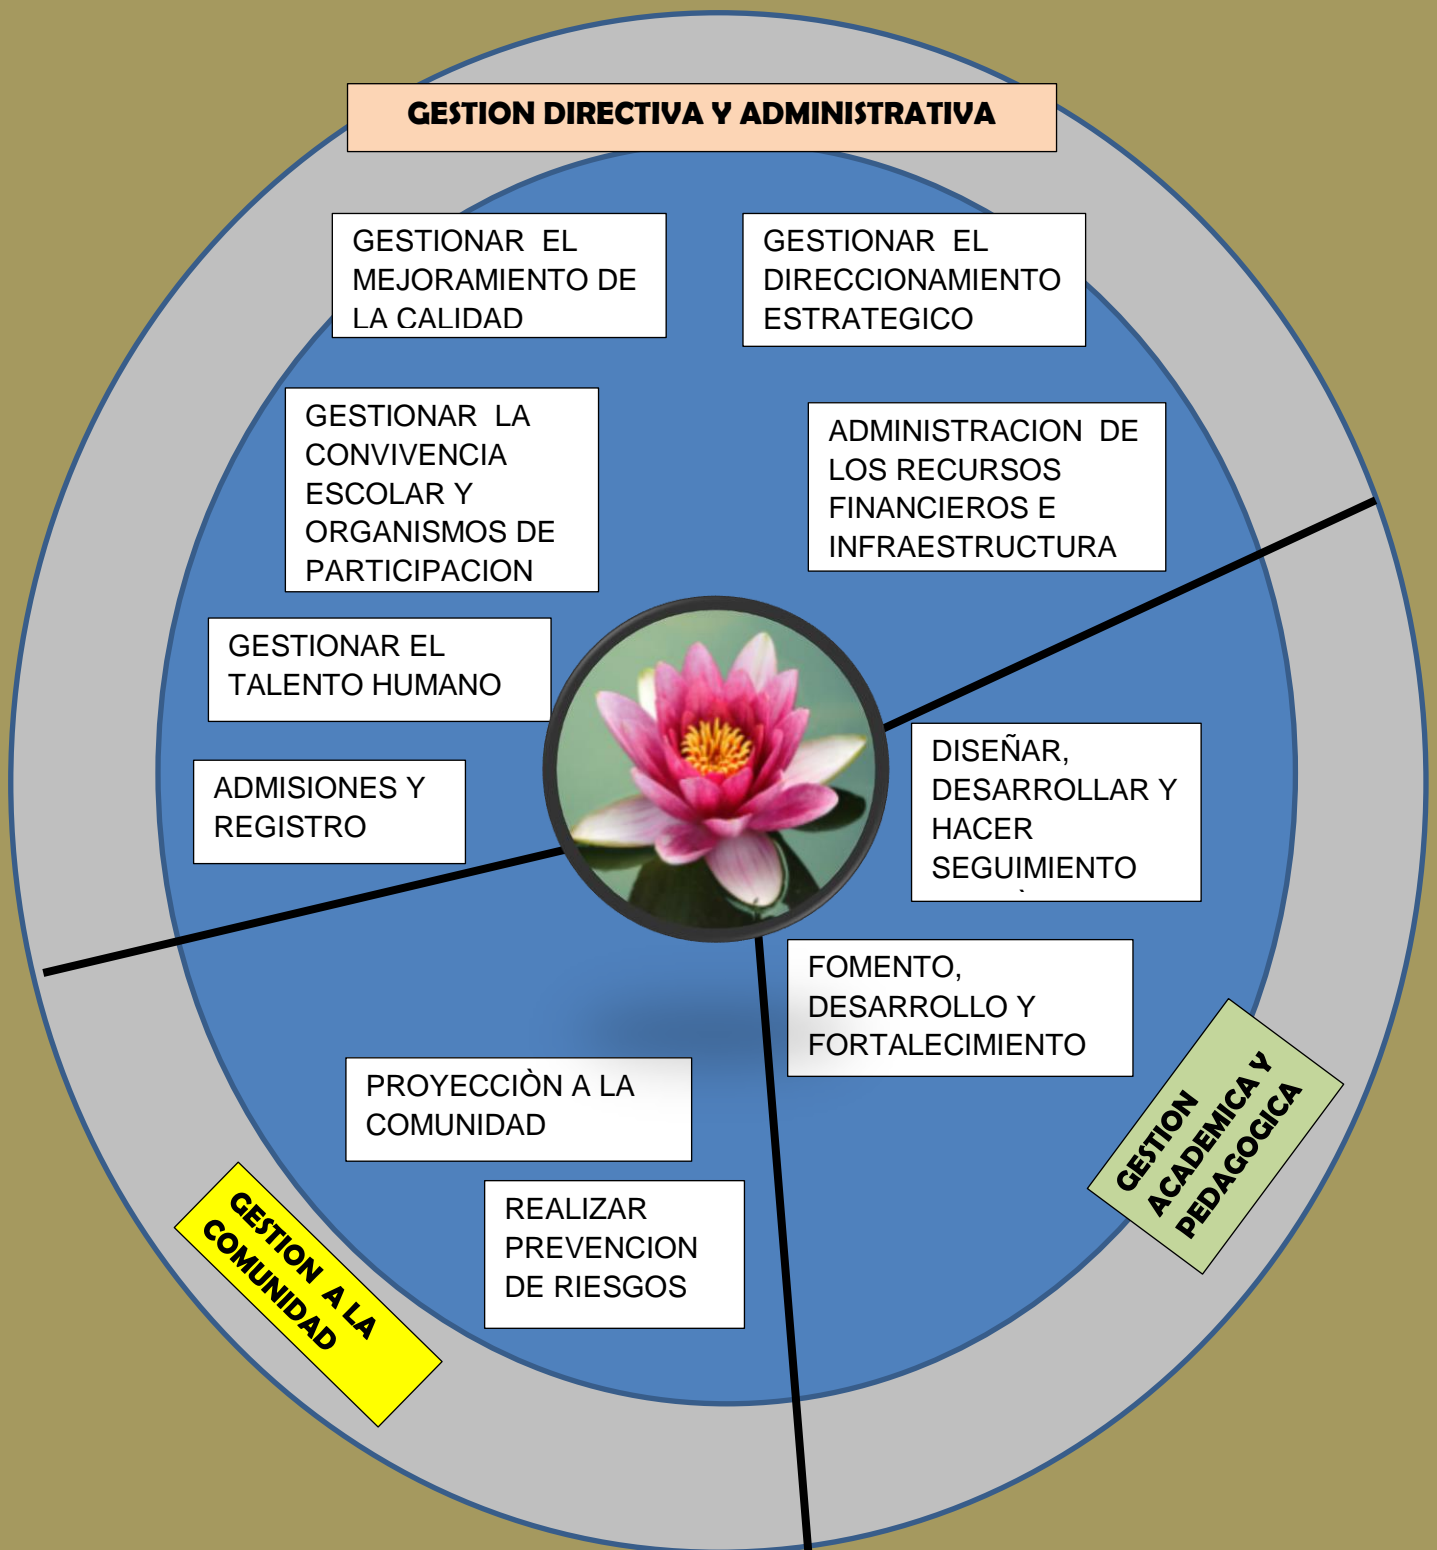 GESTION DIRECTIVA Y ADMINISTRATIVA
GESTIONAR EL
MEJORAMIENTO DE
LA CALIDAD
GESTIONAR EL
DIRECCIONAMIENTO
ESTRATEGICO
GESTIONAR LA
CONVIVENCIA
ESCOLAR Y
ORGANISMOS DE
PARTICIPACION
ADMINISTRACION DE
LOS RECURSOS
FINANCIEROS E
INFRAESTRUCTURA
GESTIONAR EL
TALENTO HUMANO
ADMISIONES Y
REGISTRO
DISEÑAR,
DESARROLLAR Y
HACER
SEGUIMIENTO
FOMENTO,
DESARROLLO Y
FORTALECIMIENTO
PROYECCIÒN A LA
COMUNIDAD
REALIZAR
PREVENCION
DE RIESGOS
GESTION A LA
COMUNIDAD
GESTION
ACADEMICA Y
PEDAGOGICA